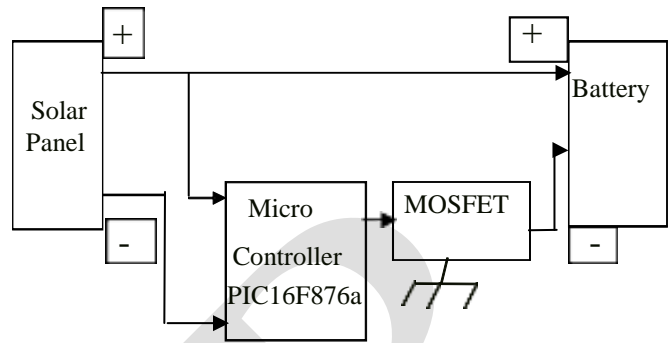 +
+
Solar
Panel
Battery
Micro
Controller
PIC16F876a
MOSFET
-
-